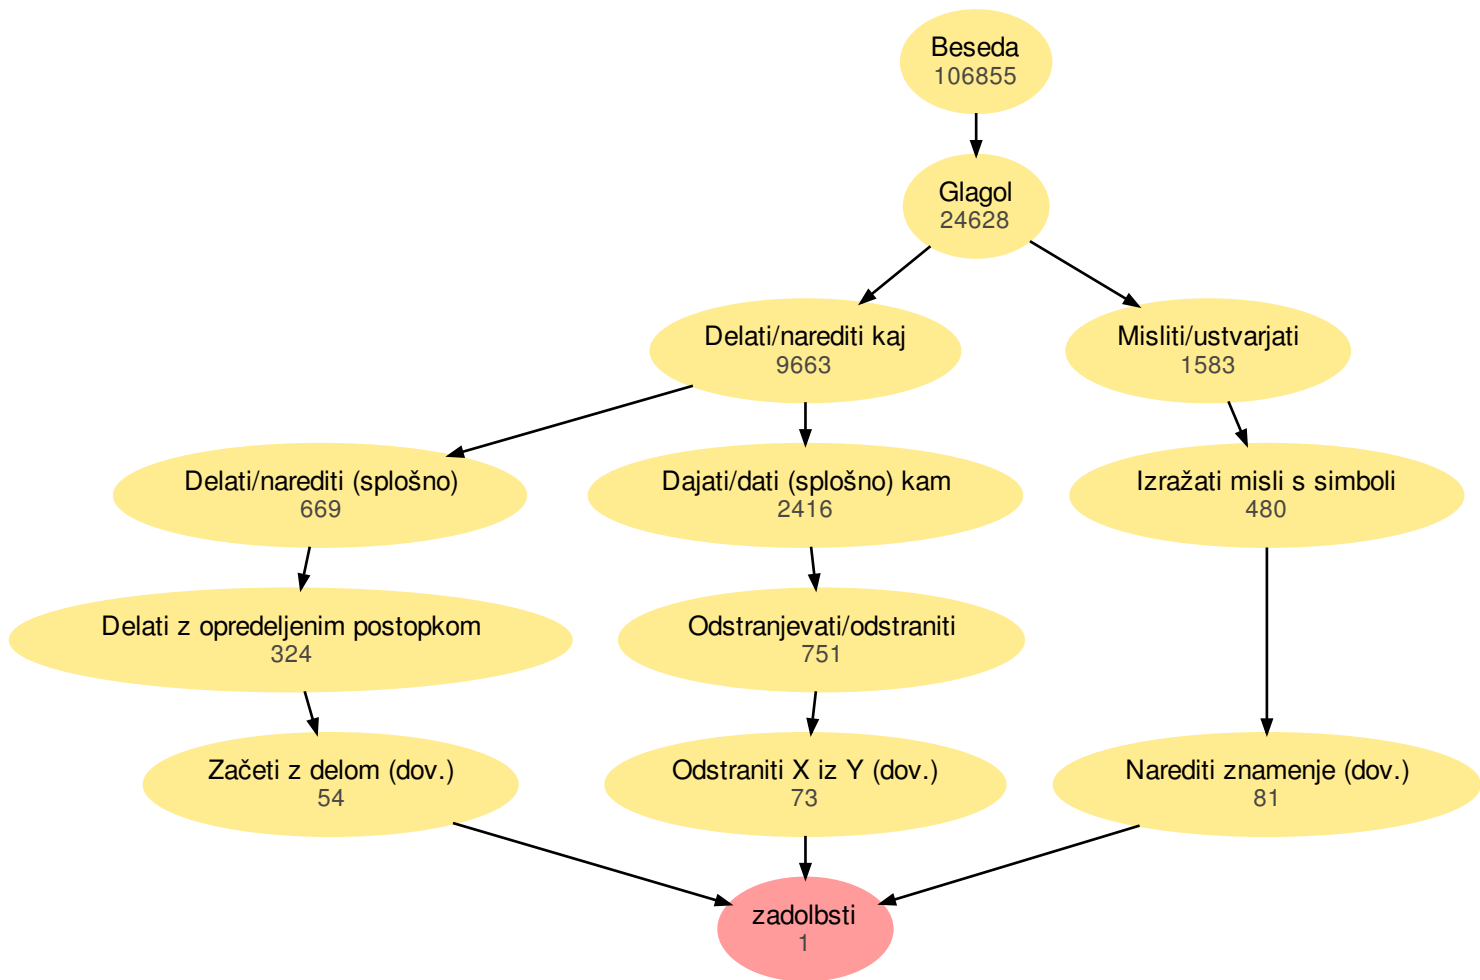 Beseda
106855
Glagol
24628
Delati/narediti kaj
9663
Misliti/ustvarjati
1583
Delati/narediti (splošno)
669
Dajati/dati (splošno) kam
2416
Izražati misli s simboli
480
Delati z opredeljenim postopkom
324
Odstranjevati/odstraniti
751
Začeti z delom (dov.)
54
Odstraniti X iz Y (dov.)
73
Narediti znamenje (dov.)
81
zadolbsti
1